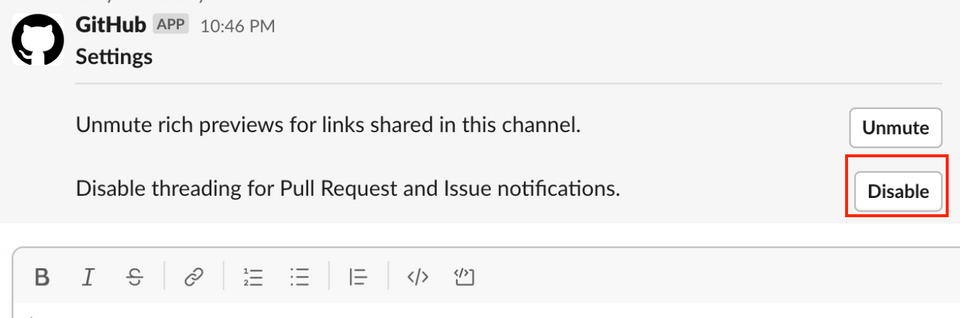 GitHub APP 10:46 PM
Settings
Unmute rich previews for links shared in this channel.
Unmute
Disable threading for Pull Request and Issue notifications.
Disable